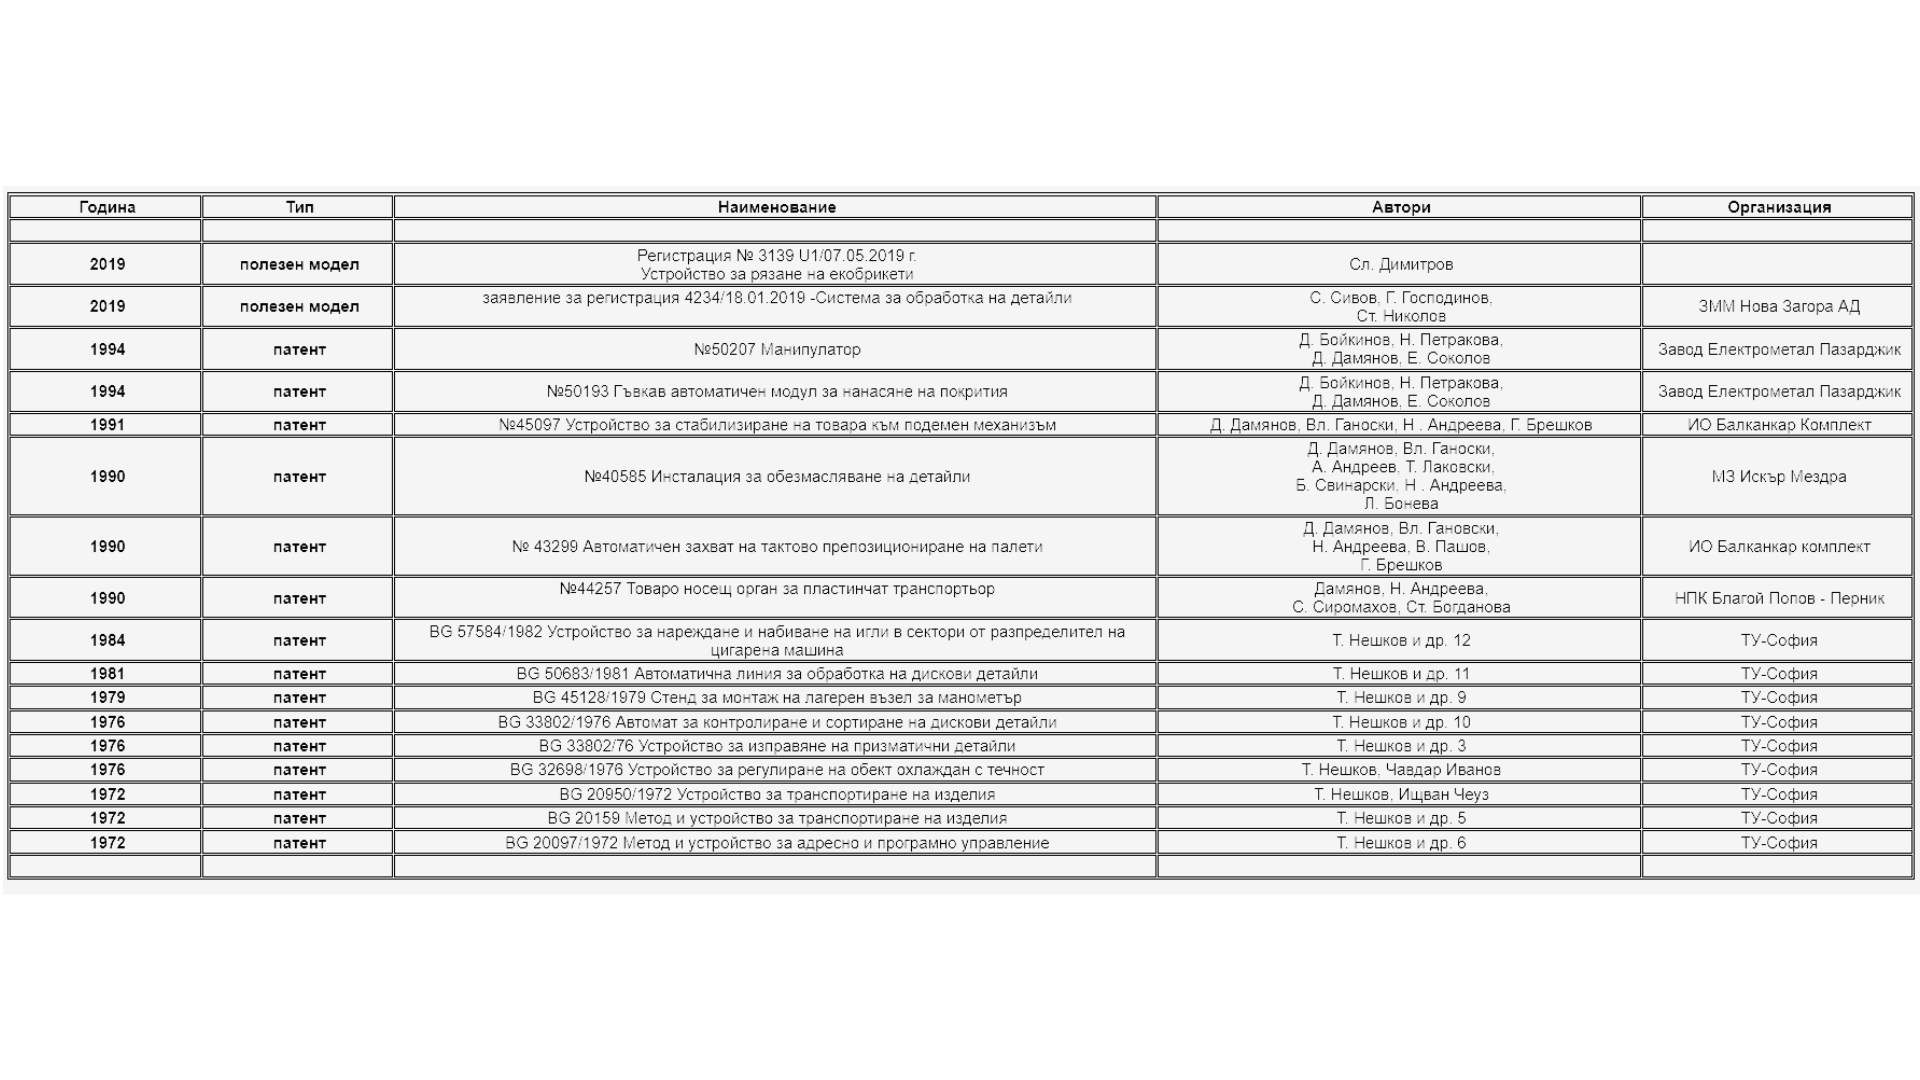 Година Тип Наименование Автори Организация
2019 полезен модел Регистрация № 3139 U1/07.05.2019 г.
Устройство за рязане на екобрикети Сл. Димитров
2019 полезен модел заявление за регистрация 4234/18.01.2019 -Система за обработка на детайли С. Сивов, Г. Господинов,
Ст. Николов ЗММ Нова Загора АД
1994 патент №50207 Манипулатор Д. Бойкинов, Н. Петракова,
Д. Дамянов, Е. Соколов Завод Електрометал Пазарджик
1994 патент №50193 Гъвкав автоматичен модул за нанасяне на покрития Д. Бойкинов, Н. Петракова,
Д. Дамянов, Е. Соколов Завод Електрометал Пазарджик
1991 патент №45097 Устройство за стабилизиране на товара към подемен механизъм Д. Дамянов, Вл. Ганоски, Н . Андреева, Г. Брешков ИО Балканкар Комплект
1990 патент №40585 Инсталация за обезмасляване на детайли Д. Дамянов, Вл. Ганоски,
А. Андреев, Т. Лаковски,
Б. Свинарски, Н . Андреева,
Л. Бонева МЗ Искър Мездра
1990 патент № 43299 Автоматичен захват на тактово препозициониране на палети Д. Дамянов, Вл. Гановски,
Н. Андреева, В. Пашов,
Г. Брешков ИО Балканкар комплект
1990 патент №44257 Товаро носещ орган за пластинчат транспортьор Дамянов, Н. Андреева,
С. Сиромахов, Ст. Богданова НПК Благой Попов - Перник
1984 патент BG 57584/1982 Устройство за нареждане и набиване на игли в сектори от разпределител на
цигарена машина Т. Нешков и др. 12 ТУ-София
1981 патент BG 50683/1981 Автоматична линия за обработка на дискови детайли Т. Нешков и др. 11 ТУ-София
1979 патент BG 45128/1979 Стенд за монтаж на лагерен възел за манометър Т. Нешков и др. 9 ТУ-София
1976 патент BG 33802/1976 Автомат за контролиране и сортиране на дискови детайли Т. Нешков и др. 10 ТУ-София
1976 патент BG 33802/76 Устройство за изправяне на призматични детайли Т. Нешков и др. 3 ТУ-София
1976 патент BG 32698/1976 Устройство за регулиране на обект охлаждан с течност Т. Нешков, Чавдар Иванов ТУ-София
1972 патент BG 20950/1972 Устройство за транспортиране на изделия Т. Нешков, Ищван Чеуз ТУ-София
1972 патент BG 20159 Метод и устройство за транспортиране на изделия Т. Нешков и др. 5 ТУ-София
1972 патент BG 20097/1972 Метод и устройство за адресно и програмно управление Т. Нешков и др. 6 ТУ-София